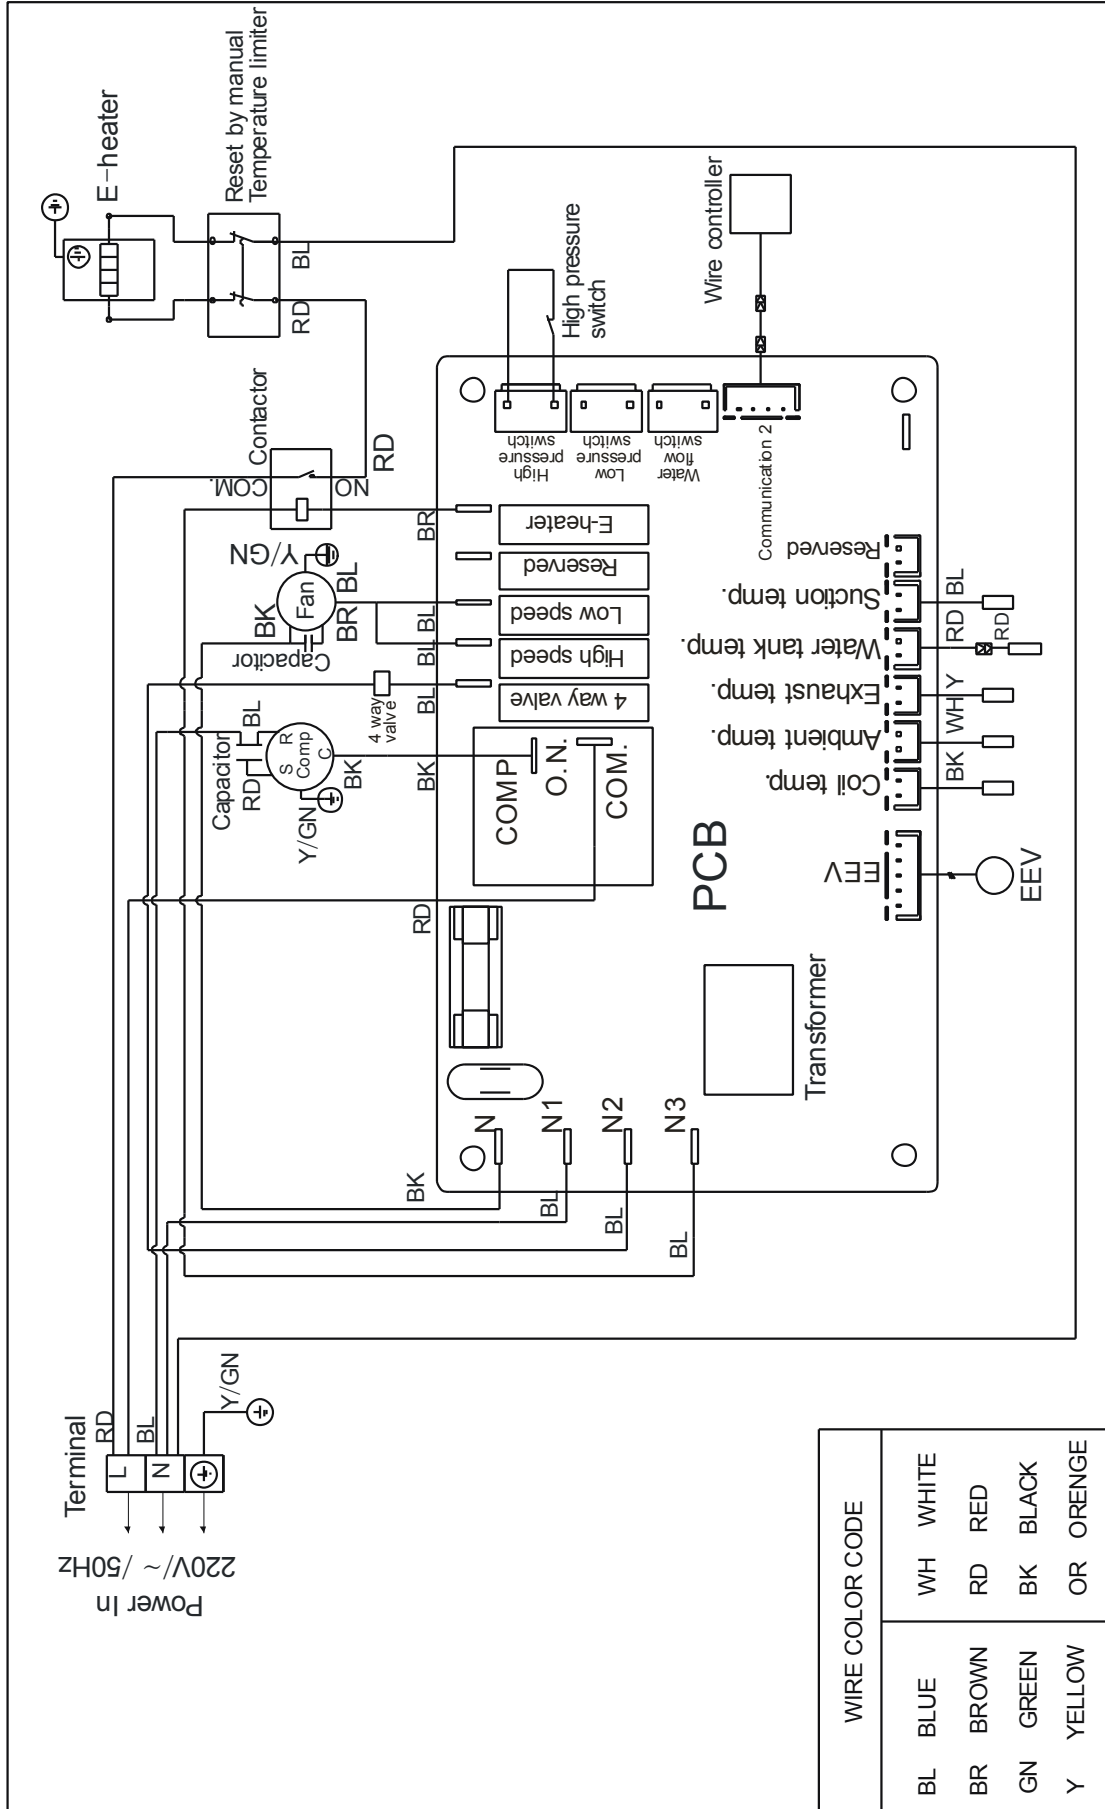 E-heater
Reset by manual
Temperature limiter
BL
RD
Contactor
COM.
NO
RD
High pressure
switch
Wire controller
Y/GN
BK
Fan
BL
BR
Capacitor
BR
BL
BL
BL
4 way
valve
Capacitor
BL
RD
S
R
Comp
C
BK
Y/GN
BK
RD
High
pressure
switch
Low
pressure
switch
Water
flow
switch
Communication 2
E-heater
Reserved
Low speed
High speed
4 way valve
COMP
O.N.
COM.
PCB
Reserved
Suction temp.
Water tank temp.
Exhaust temp.
Ambient temp.
Coil temp.
EEV
BL
RD
RD
Y
WH
BK
EEV
Transformer
N
N1
N2
N3
BK
BL
BL
BL
Terminal
RD
BL
L
N
Y/GN
Power In
220V/~/50Hz
WIRE COLOR CODE
BL BLUE WH WHITE
BR BROWN RD RED
GN GREEN BK BLACK
Y YELLOW OR ORENGE